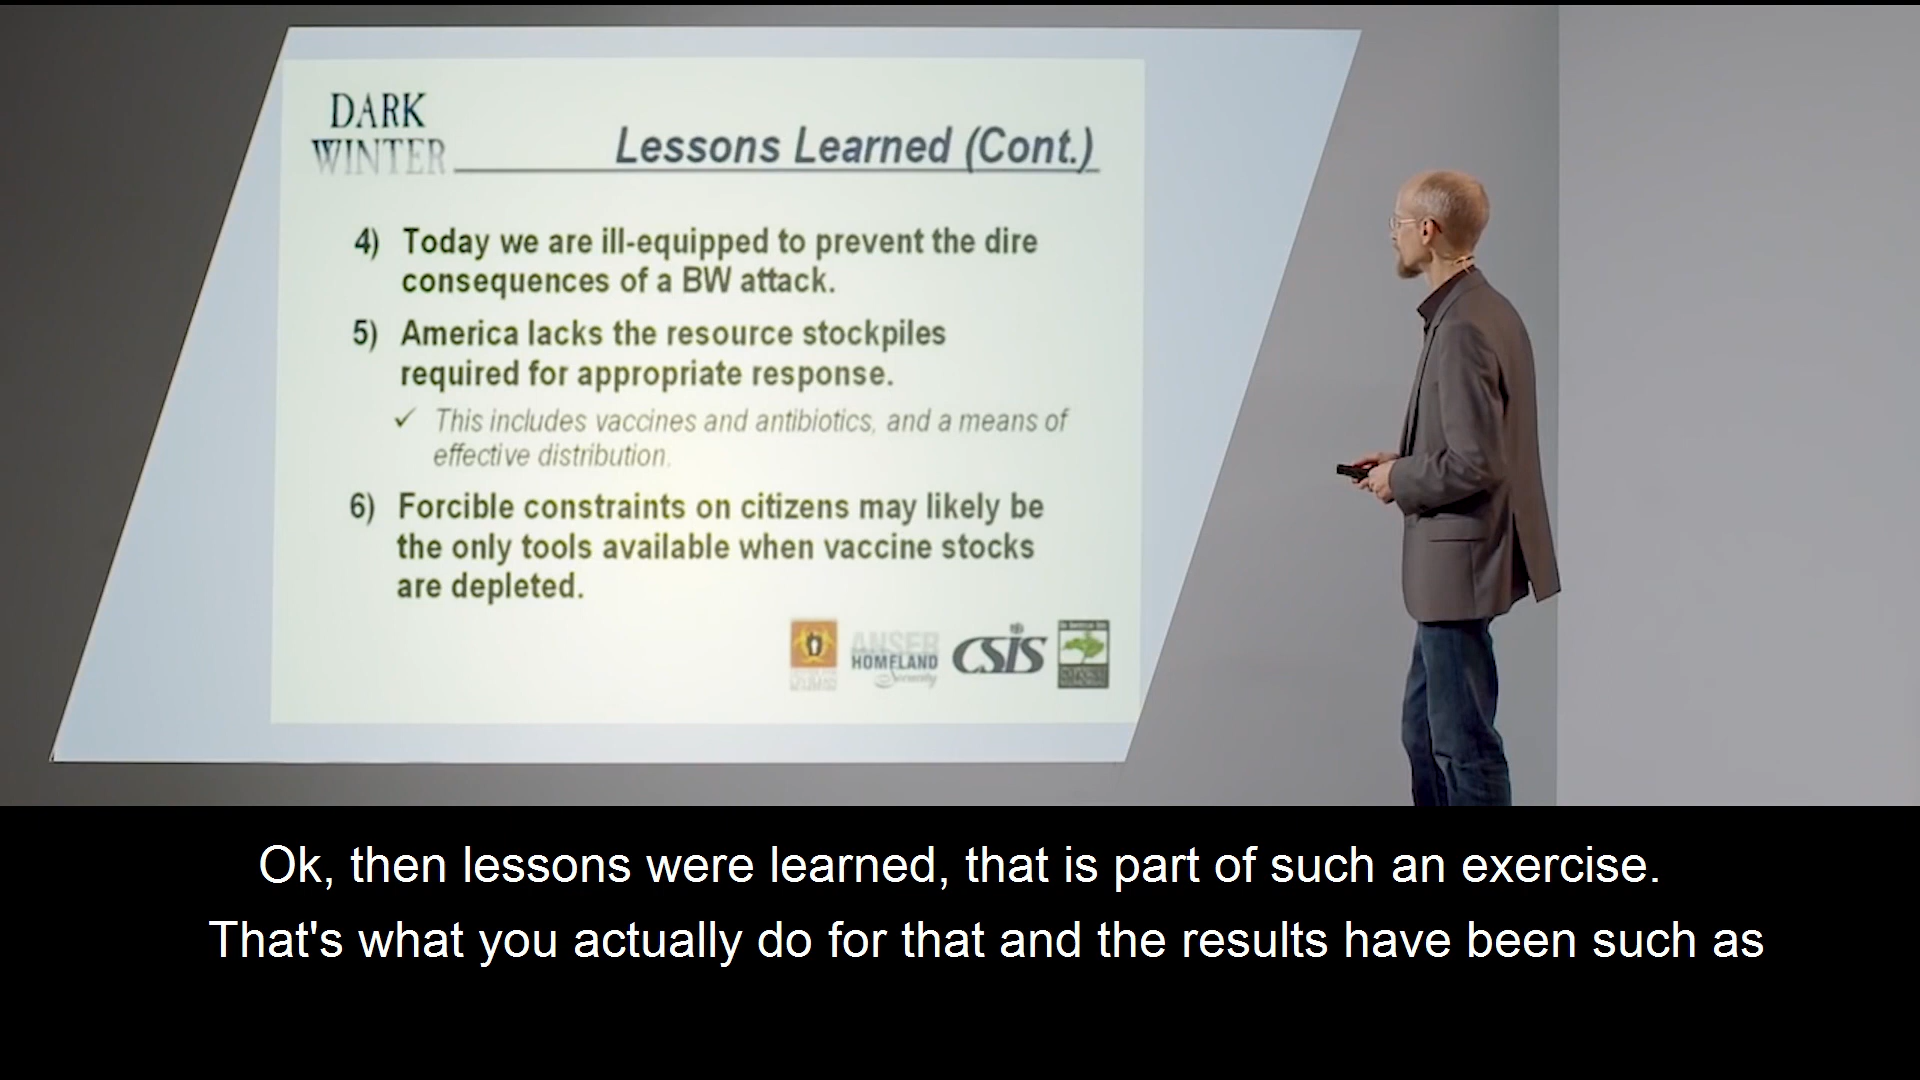 DARK
WINTER
Lessons Learned (Cont.)
4) Today we are ill-equipped to prevent the dire
consequences of a BW attack.
5) America lacks the resource stockpiles
required for appropriate response.
✓ This includes vaccines and antibiotics, and a means of
effective distribution.
6) Forcible constraints on citizens may likely be
the only tools available when vaccine stocks
are depleted.
ANSER
HOMELAND
Security
CSIS
Ok, then lessons were learned, that is part of such an exercise.
That's what you actually do for that and the results have been such as